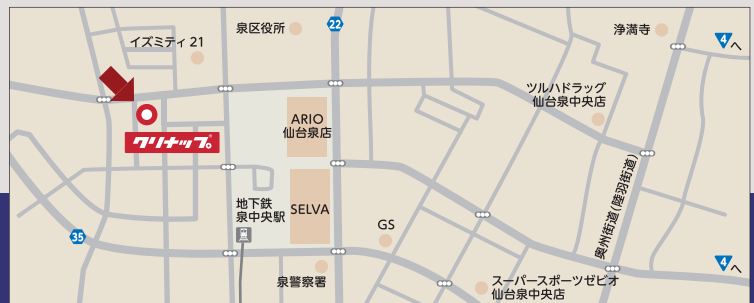 泉区役所
22
浄満寺
イズミティ21
4
へ
ツルハドラッグ
仙台泉中央店
ARIO
仙台泉店
クリナップ
奥州街道(陸羽街道)
地下鉄
泉中央駅
SELVA
GS
35
4
へ
泉警察署
スーパースポーツゼビオ
仙台泉中央店